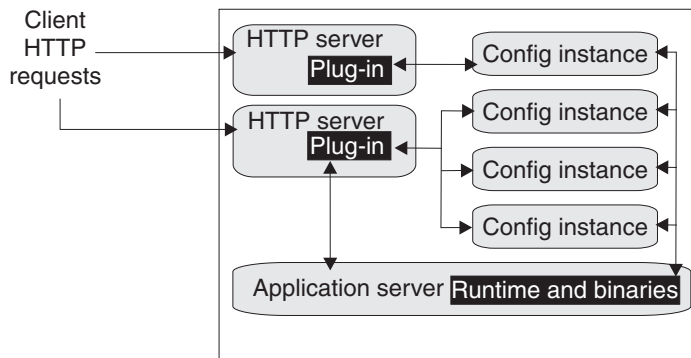 Client
HTTP
requests
HTTP server
Plug-in
Config instance
HTTP server
Plug-in
Config instance
Config instance
Config instance
Application server Runtime and binaries